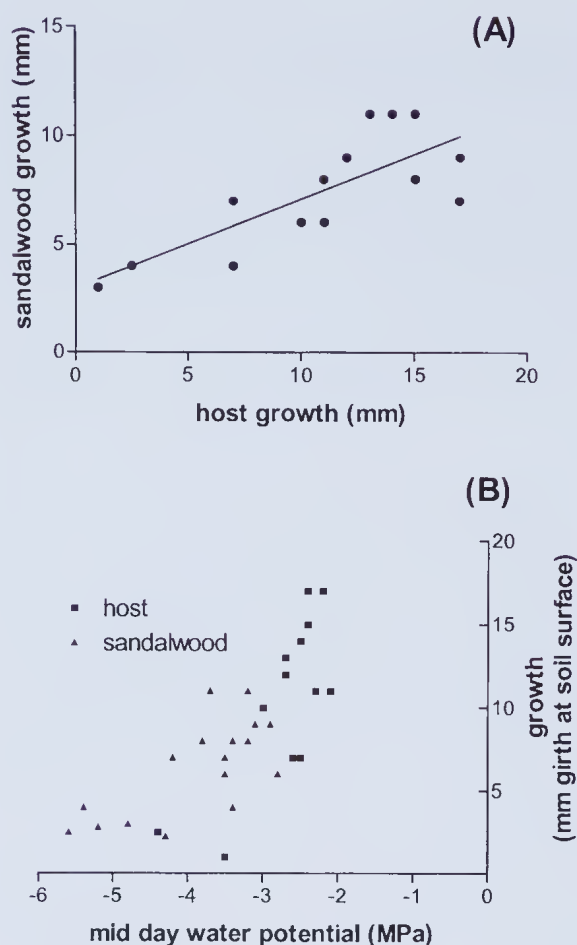 (A)
15
10
5
0
sandalwood growth (mm)
0 5 10 15 20
host growth (mm)
(B)
20
15
10
5
0
host
sandalwood
growth
(mm girth at soil surface)
-6 -5 -4 -3 -2 -1 0
mid day water potential (MPa)